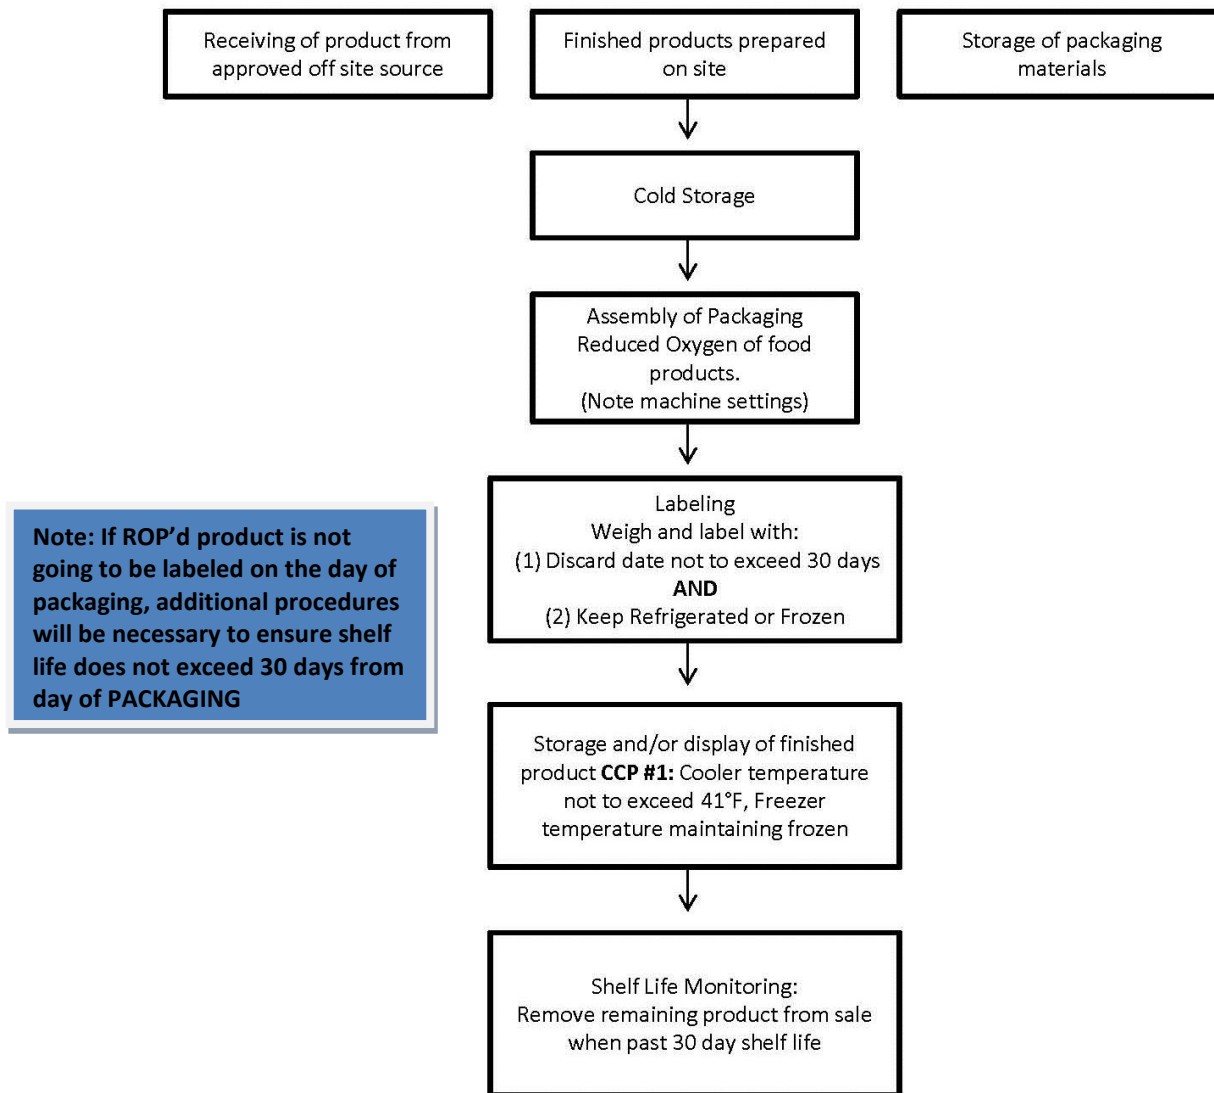 Receiving of product from
approved off site source
Finished products prepared
on site
Storage of packaging
materials
Cold Storage
Assembly of Packaging
Reduced Oxygen of food
products.
(Note machine settings)
Labeling
Weigh and label with:
(1) Discard date not to exceed 30 days
AND
(2) Keep Refrigerated or Frozen
Note: If ROP’d product is not
going to be labeled on the day of
packaging, additional procedures
will be necessary to ensure shelf
life does not exceed 30 days from
day of PACKAGING
Storage and/or display of finished
product CCP #1: Cooler temperature
not to exceed 41°F, Freezer
temperature maintaining frozen
Shelf Life Monitoring:
Remove remaining product from sale
when past 30 day shelf life